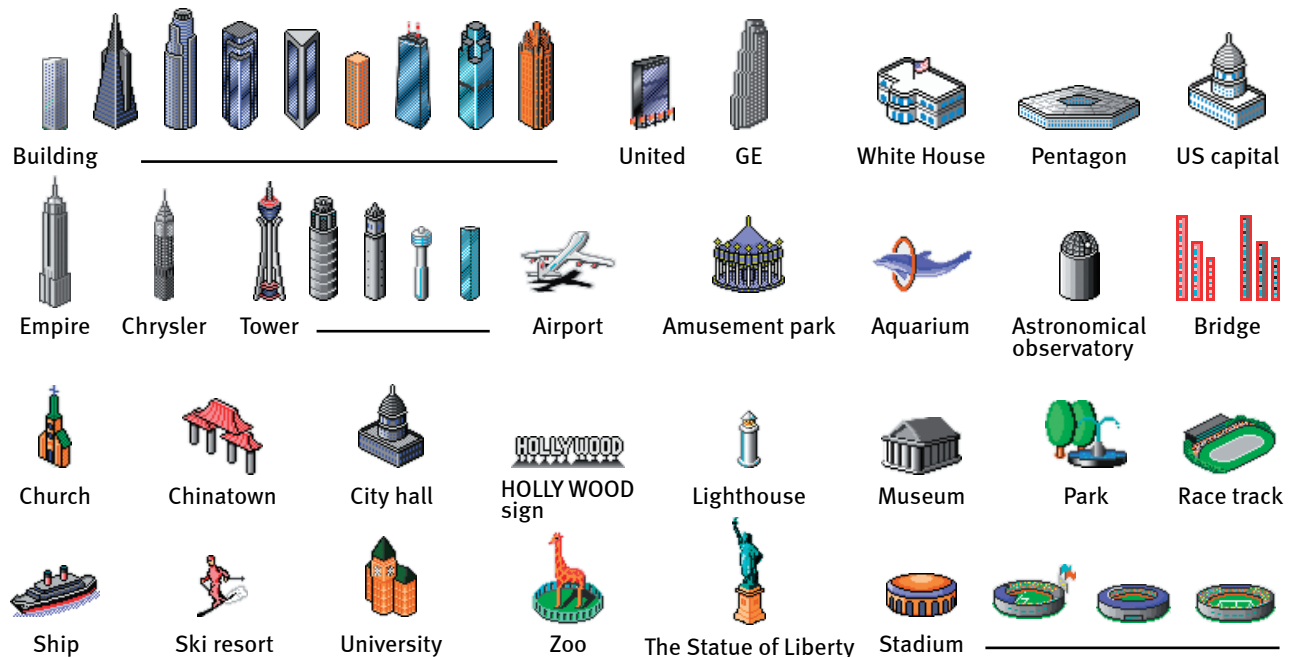 Building United GE White House Pentagon US capital
Empire Chrysler Tower Airport Amusement park Aquarium Astronomical observatory Bridge
HOLLYWOOD
Church Chinatown City hall HOLLY WOOD sign Lighthouse Museum Park Race track
Ship Ski resort University Zoo The Statue of Liberty Stadium